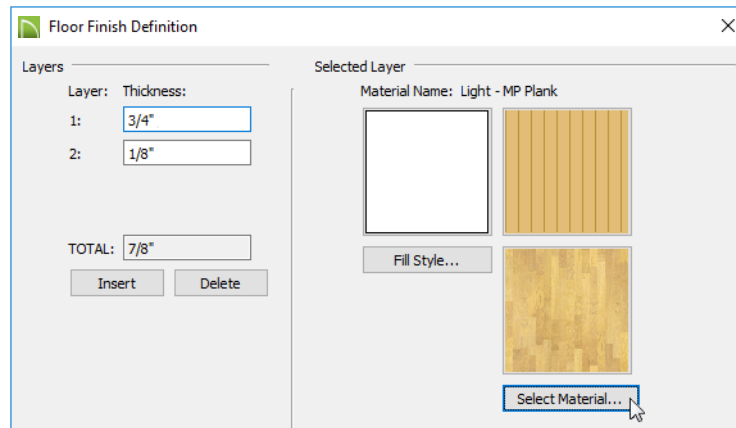 Floor Finish Definition
Layers
Layer: Thickness:
1: 3/4"
2: 1/8"
TOTAL: 7/8"
Insert Delete
Selected Layer
Material Name: Light - MP Plank
Fill Style...
Select Material...